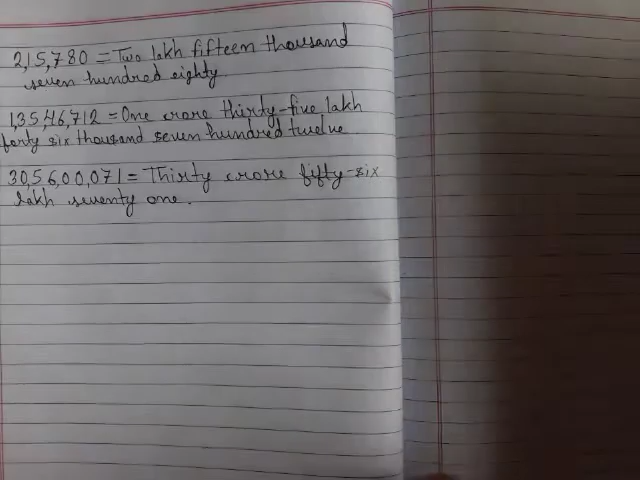 2,15,780 = Two lakh fifteen thousand
seven hundred eighty
1,35,46,712 = One crore thirty-five lakh
forty six thousand seven hundred twelve
30,56,00,071 = Thirty crore fifty-six
lakh seventy one.